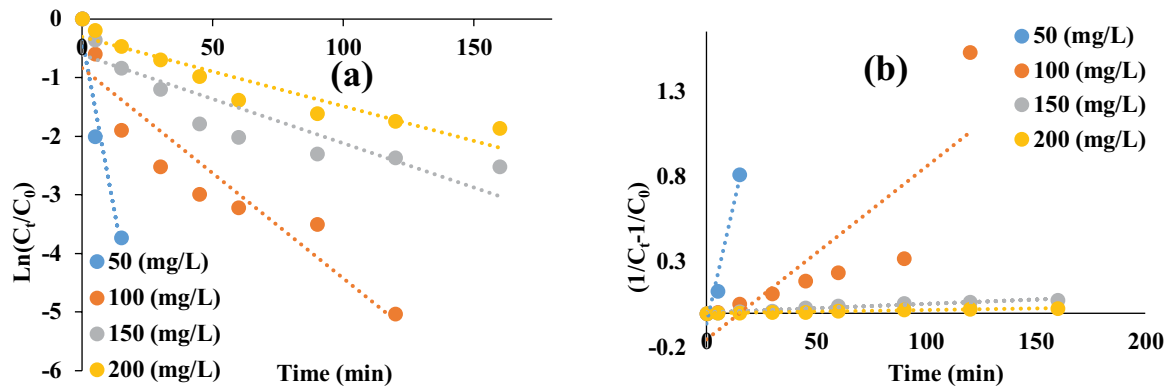 0
-1
-2
-3
-4
-5
-6
0
50
100
150
(a)
Ln(Cₜ/C₀)
50 (mg/L)
100 (mg/L)
150 (mg/L)
200 (mg/L)
Time (min)
1.3
0.8
0.3
-0.2
0
50
100
150
200
(b)
(1/Cₜ-1/C₀)
50 (mg/L)
100 (mg/L)
150 (mg/L)
200 (mg/L)
Time (min)